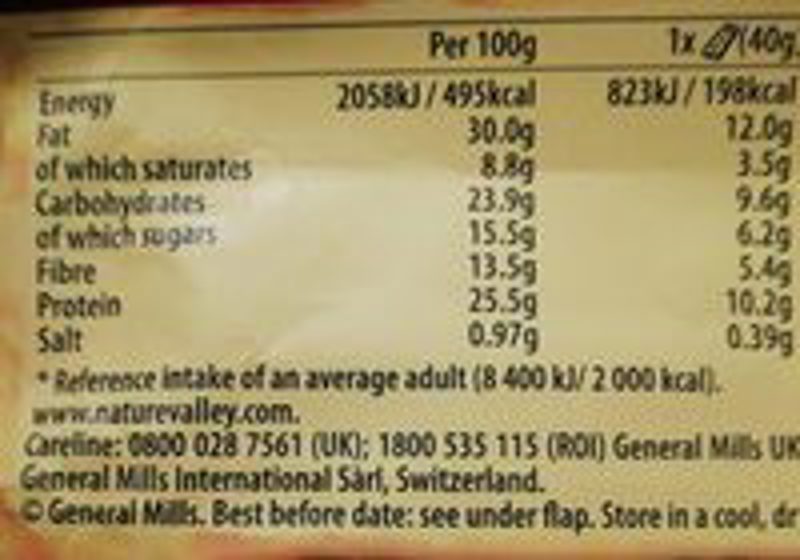 Per 100g 1x (40g
Energy 2058kJ / 495kcal 823kJ / 198kcal
Fat 30.0g 12.0g
of which saturates 8.8g 3.5g
Carbohydrates 23.9g 9.6g
of which sugars 15.5g 6.2g
Fibre 13.5g 5.4g
Protein 25.5g 10.2g
Salt 0.97g 0.39g
* Reference intake of an average adult (8 400 kJ/ 2 000 kcal).
www.naturevalley.com.
Careline: 0800 028 7561 (UK); 1800 535 115 (ROI) General Mills UK
General Mills International Sàrl, Switzerland.
© General Mills. Best before date: see under flap. Store in a cool, dr